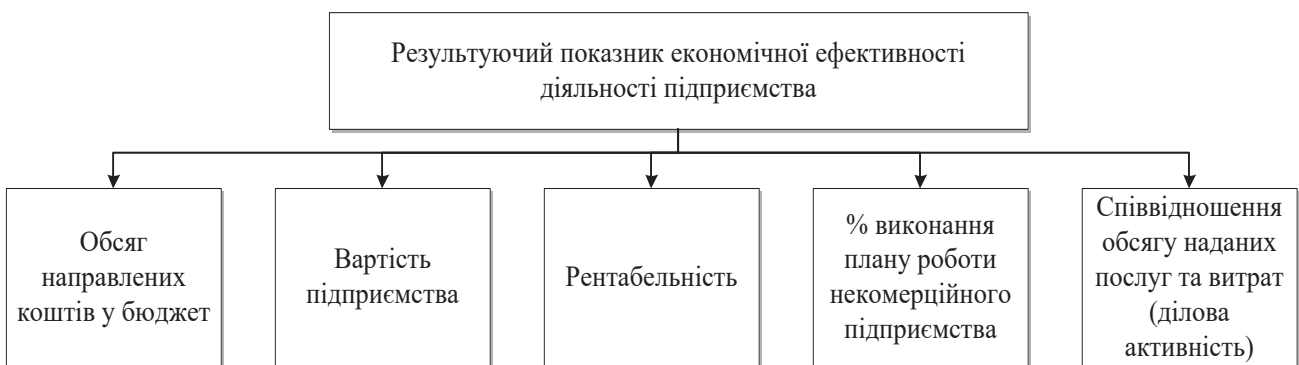 Результуючий показник економічної ефективності
діяльності підприємства
Обсяг
направлених
коштів у бюджет
Вартість
підприємства
Рентабельність
% виконання
плану роботи
некомерційного
підприємства
Співвідношення
обсягу наданих
послуг та витрат
(ділова
активність)